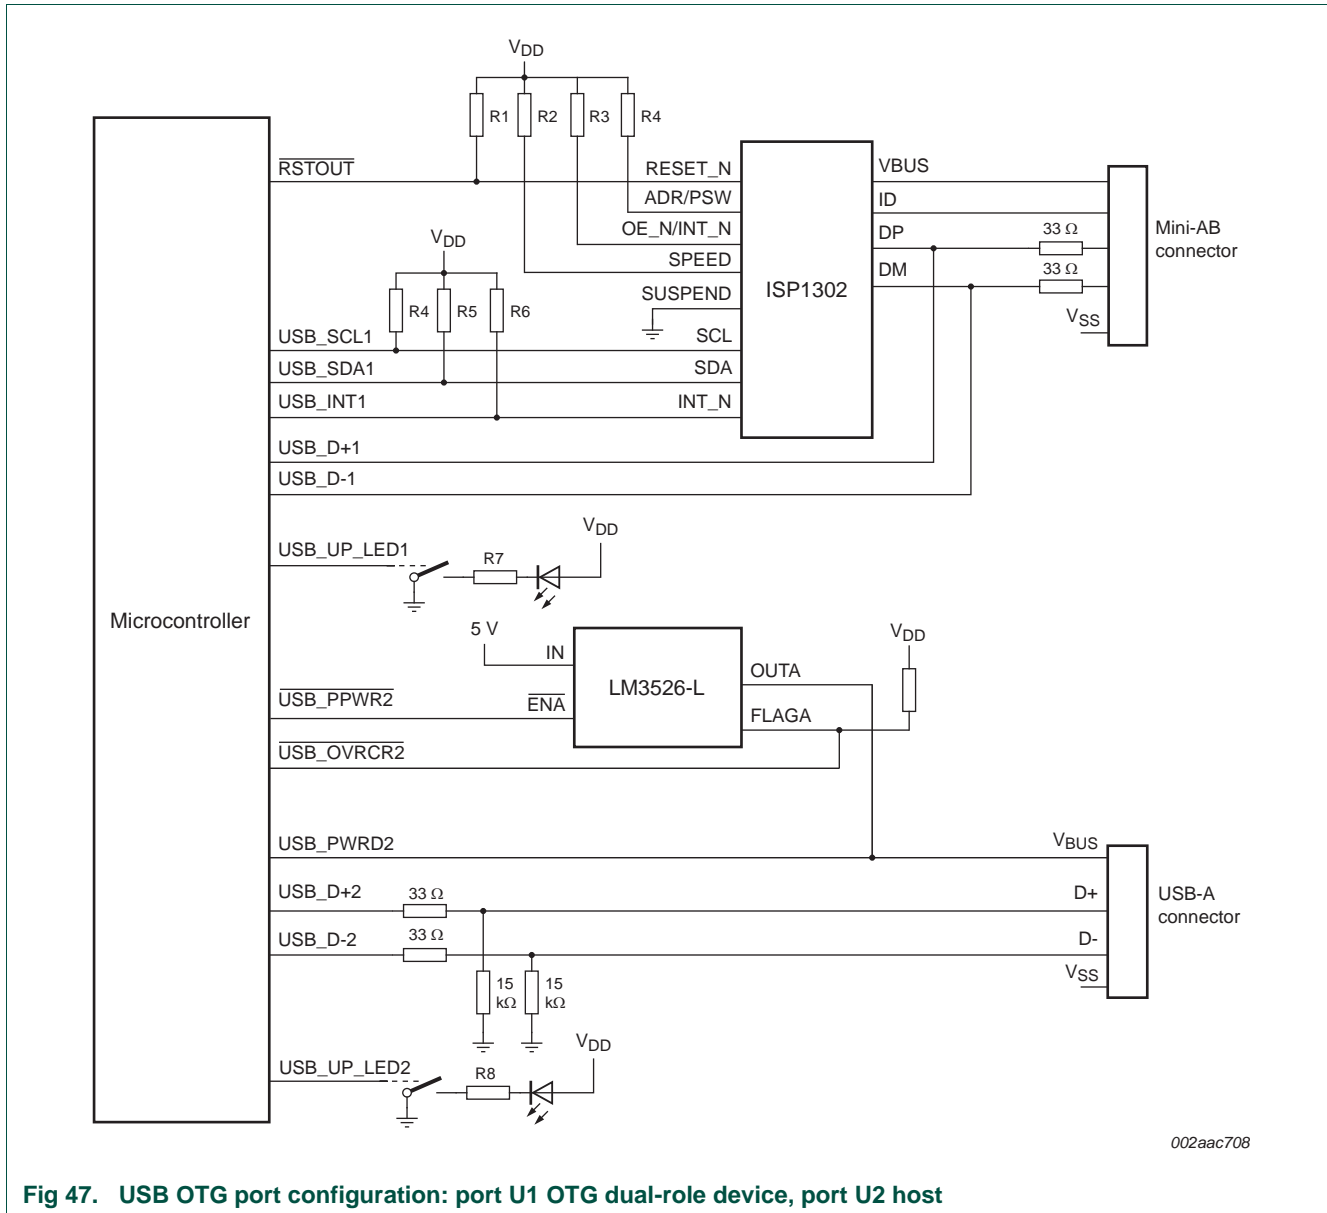 VDD
R1
R2
R3
R4
RSTOUT
RESET_N
VBUS
ADR/PSW
ID
OE_N/INT_N
DP
33 Ω
Mini-AB
connector
VDD
SPEED
DM
33 Ω
SUSPEND
ISP1302
R4
R5
R6
VSS
USB_SCL1
SCL
USB_SDA1
SDA
USB_INT1
INT_N
USB_D+1
USB_D-1
VDD
USB_UP_LED1
R7
Microcontroller
5 V
VDD
IN
LM3526-L
OUTA
USB_PPWR2
ENA
FLAGA
USB_OVRCR2
USB_PWRD2
VBUS
USB_D+2
33 Ω
D+
USB-A
connector
USB_D-2
33 Ω
D-
VSS
15
kΩ
15
kΩ
VDD
USB_UP_LED2
R8
002aac708
Fig 47. USB OTG port configuration: port U1 OTG dual-role device, port U2 host